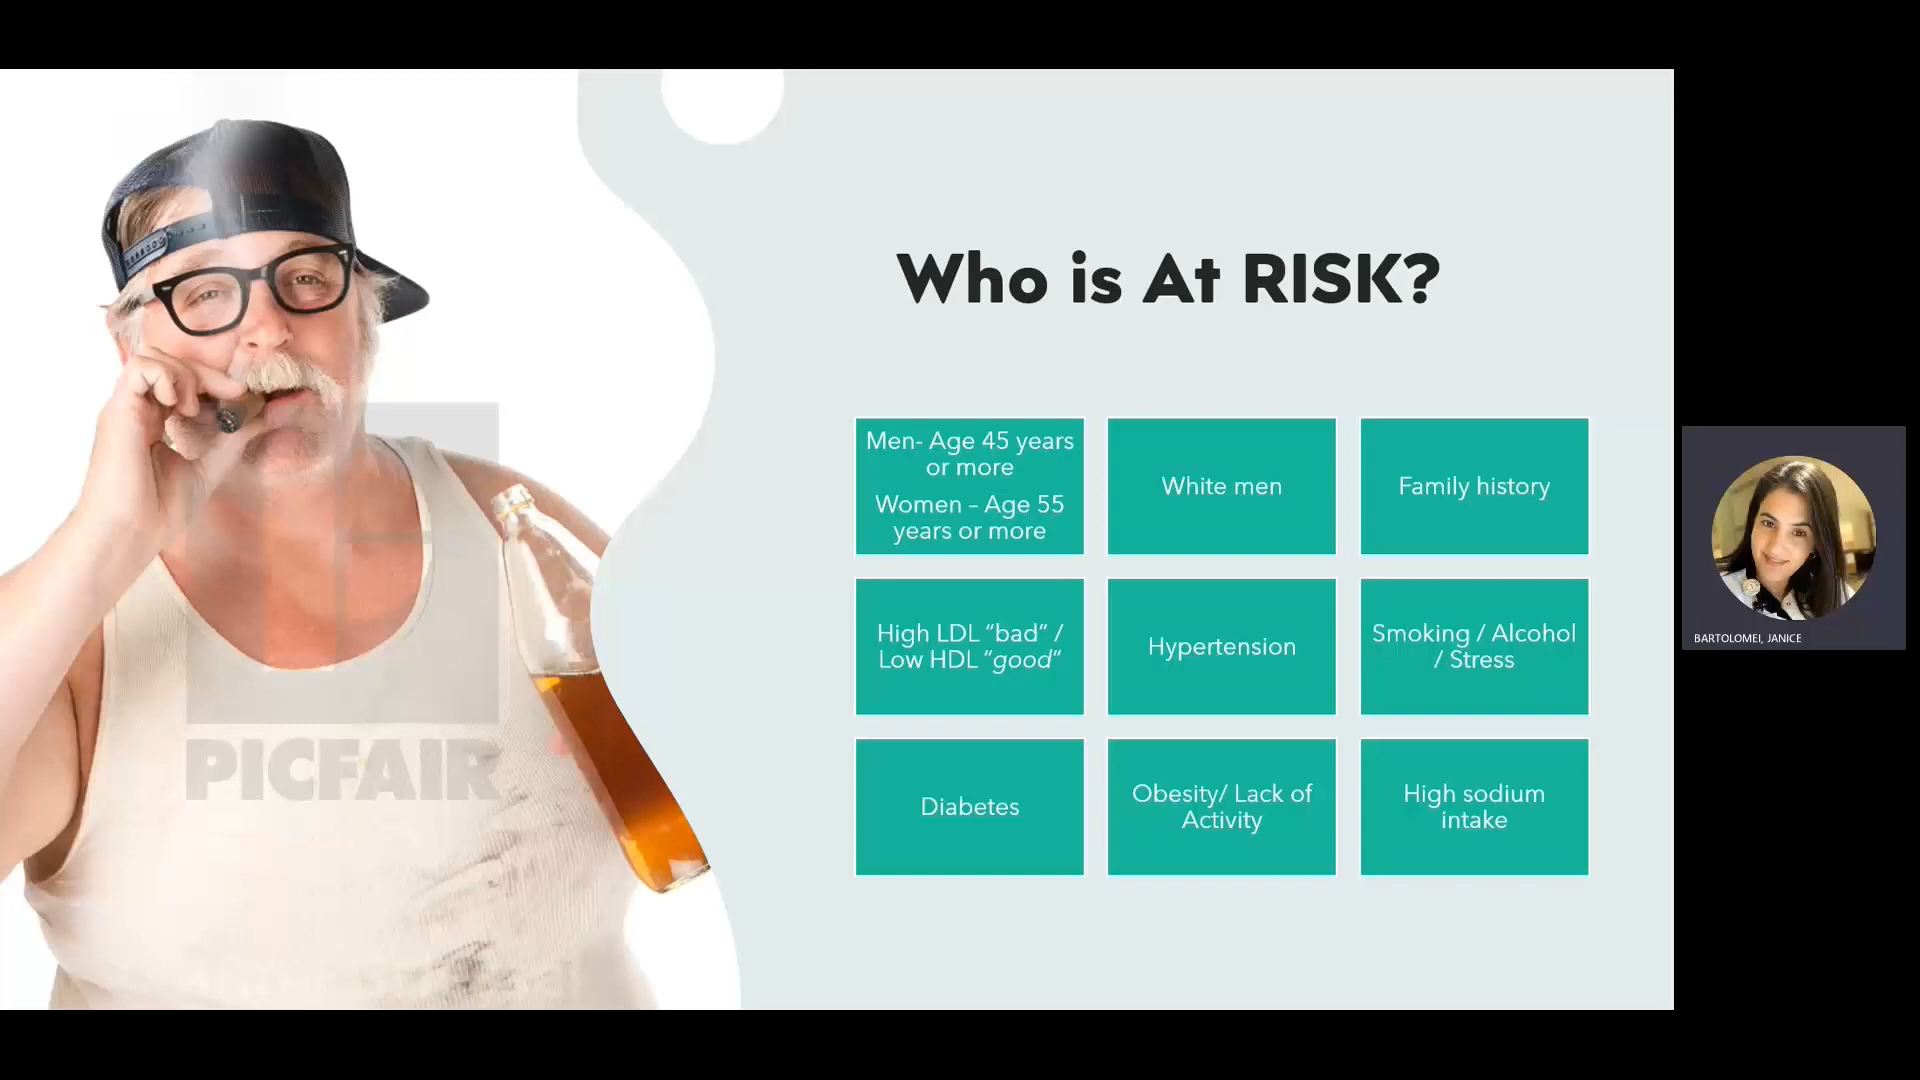 Who is At RISK?
Men- Age 45 years
or more
Women – Age 55
years or more
White men
Family history
High LDL “bad” /
Low HDL “good”
Hypertension
Smoking / Alcohol
/ Stress
Diabetes
Obesity/ Lack of
Activity
High sodium
intake
PICFAIR
BARTOLOMEI, JANICE